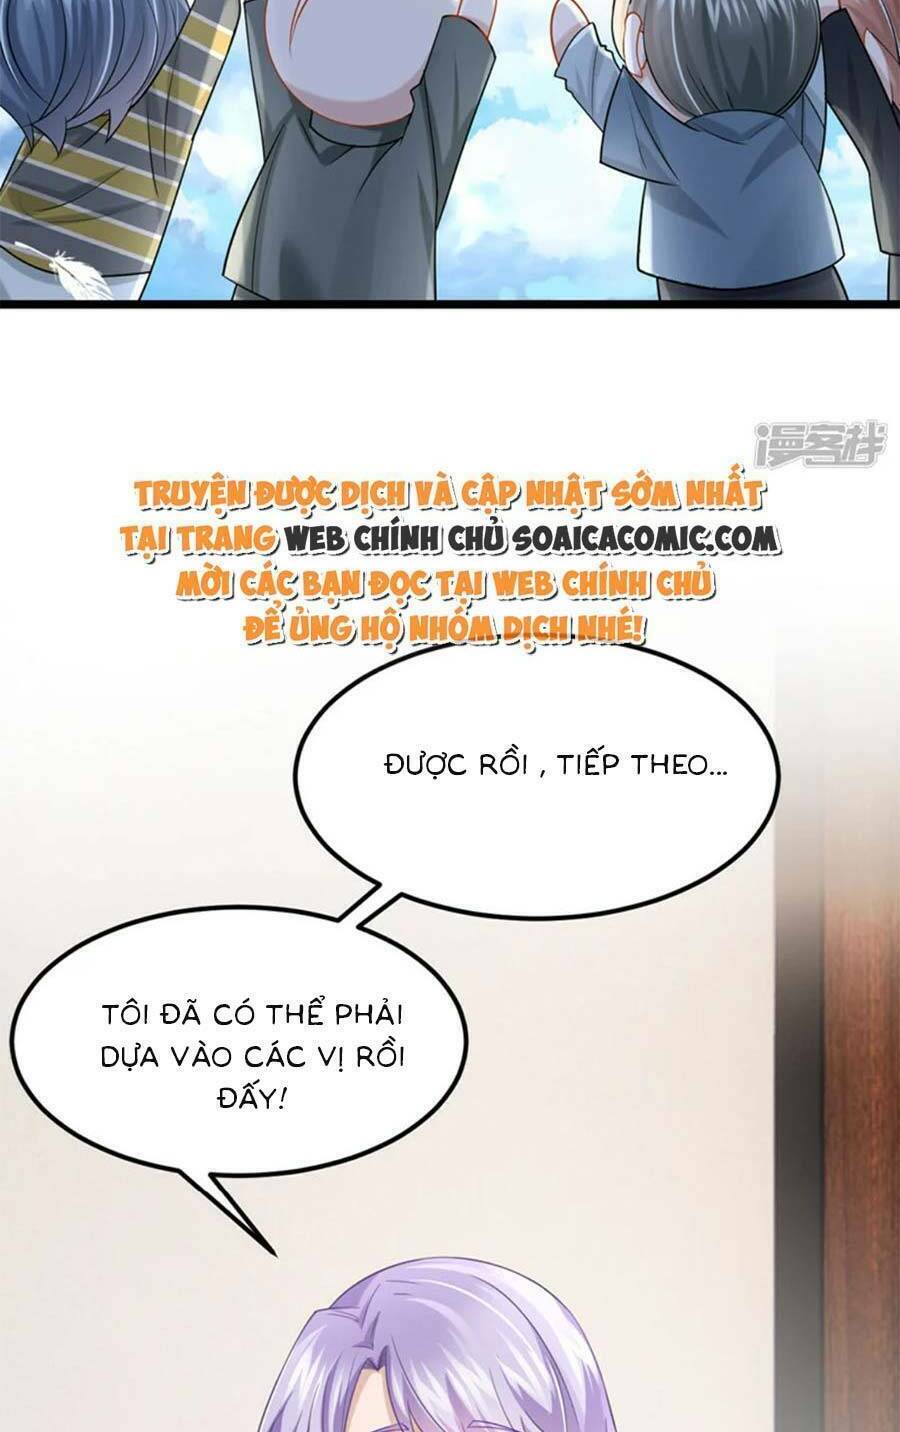 漫客栈
TRUYỆN ĐƯỢC DỊCH VÀ CẬP NHẬT SỚM NHẤT
TẠI TRANG WEB CHÍNH CHỦ SOAICACOMIC.COM
MỜI CÁC BẠN ĐỌC TẠI WEB CHÍNH CHỦ
ĐỂ ỦNG HỘ NHÓM DỊCH NHÉ!
ĐƯỢC RỒI , TIẾP THEO...
TÔI ĐÃ CÓ THỂ PHẢI
DỰA VÀO CÁC VỊ RỒI
ĐẤY!